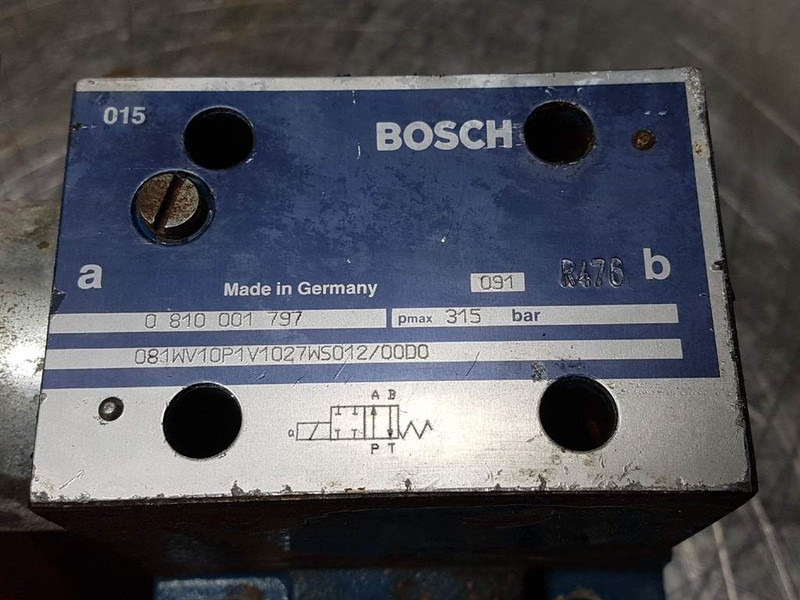 015
BOSCH
a
b
Made in Germany
091
R476
0 810 001 797
pmax 315 bar
081WV10P1V1027WS012/00D0
A B
a
P T